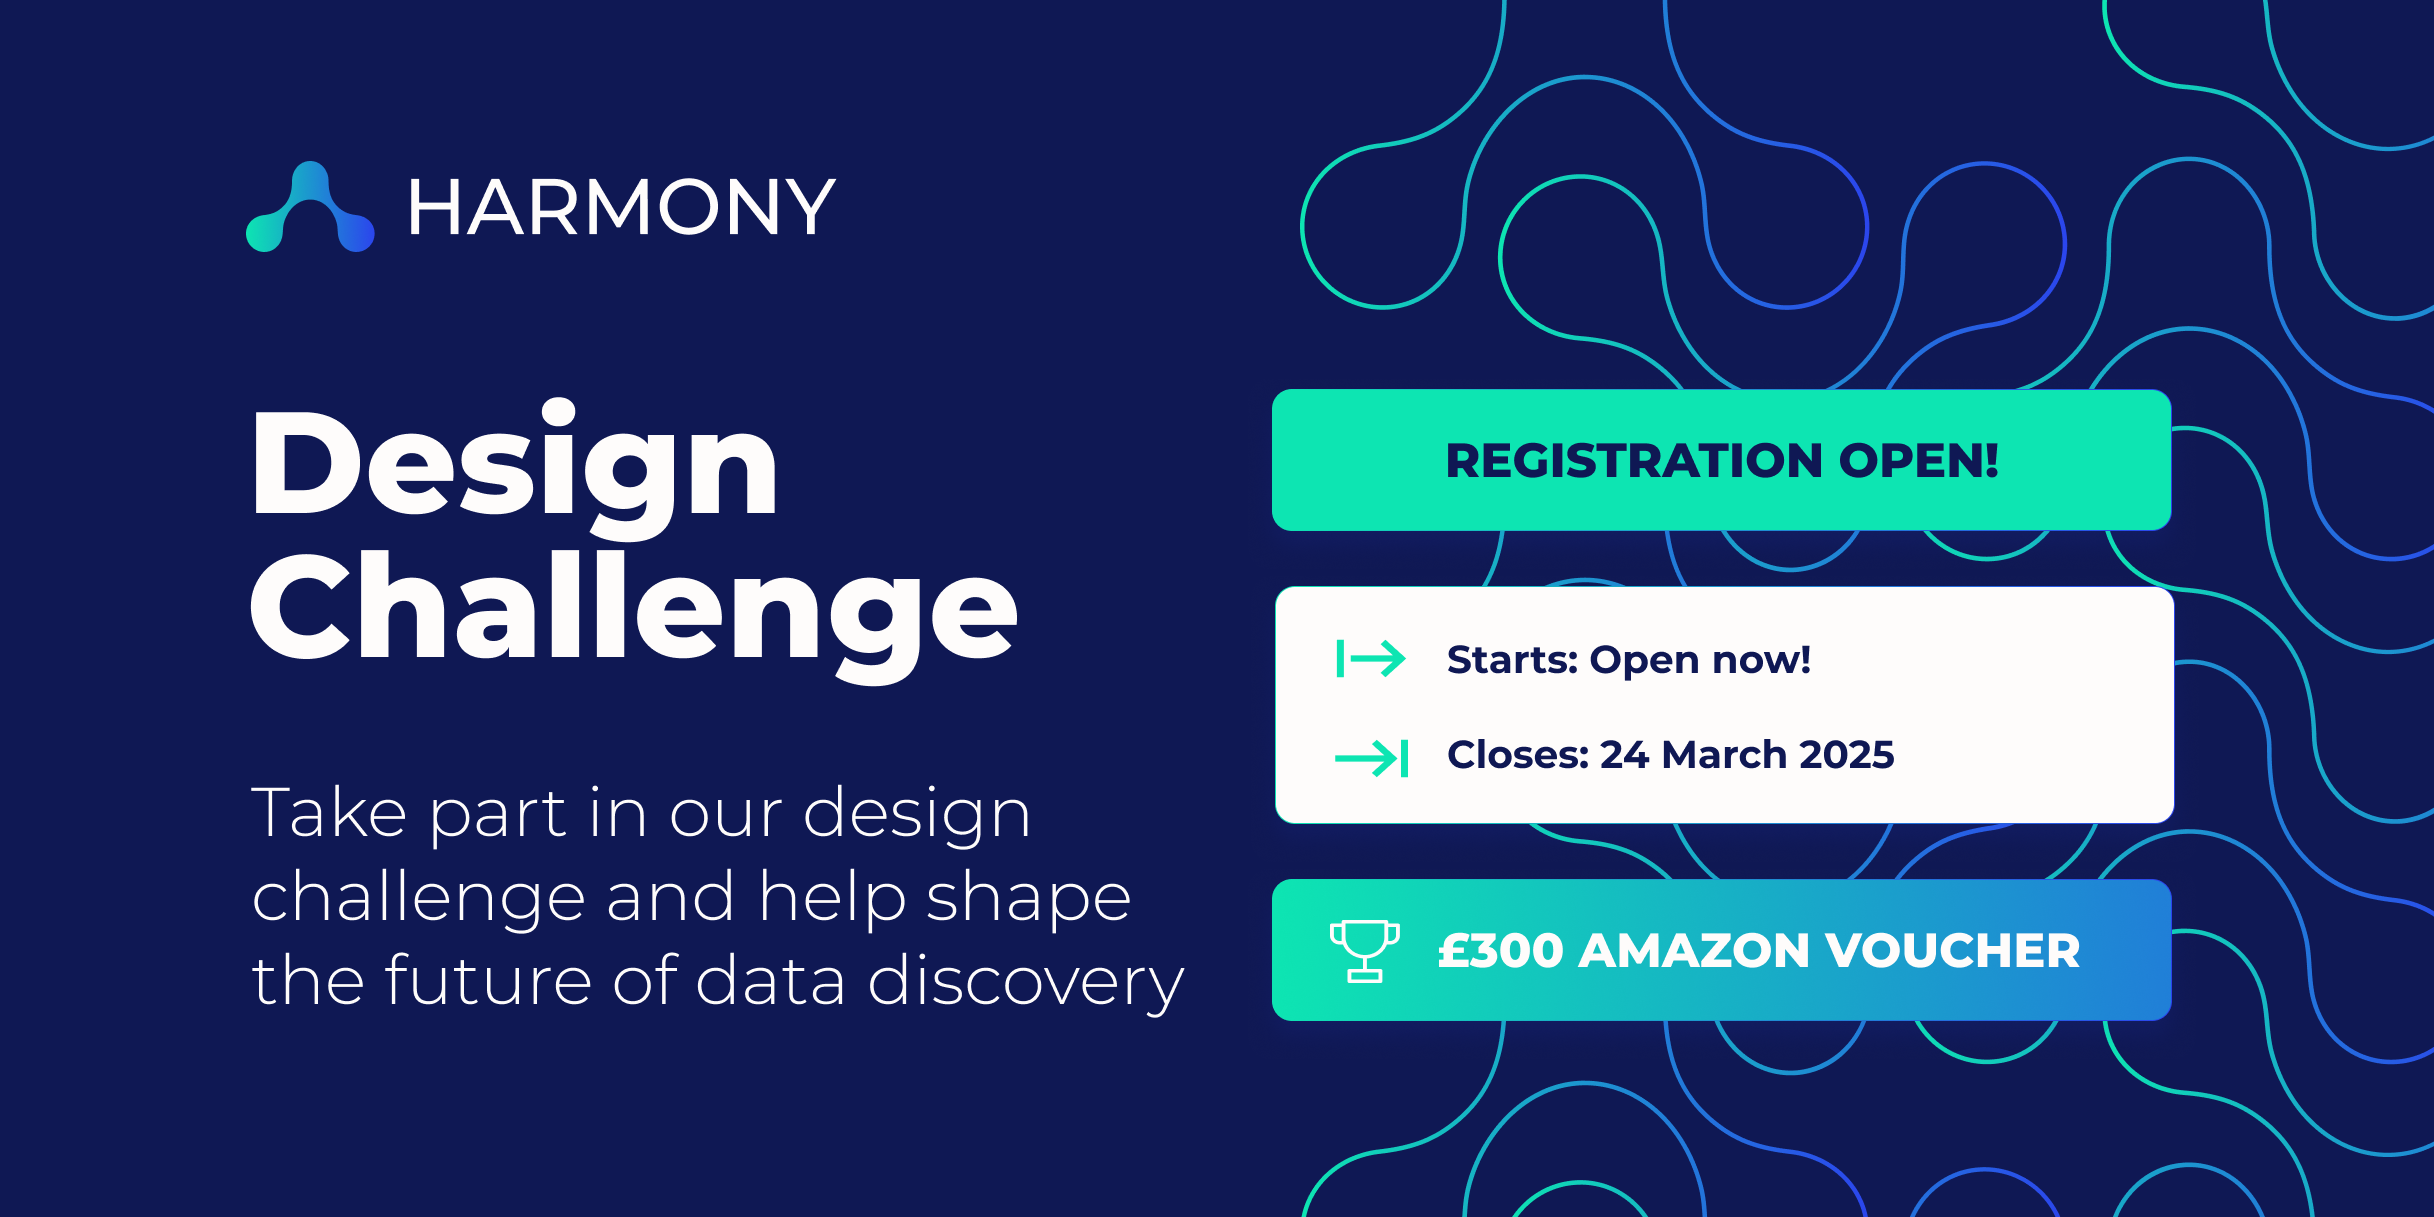 HARMONY
Design
Challenge
Take part in our design
challenge and help shape
the future of data discovery
REGISTRATION OPEN!
Starts: Open now!
Closes: 24 March 2025
£300 AMAZON VOUCHER